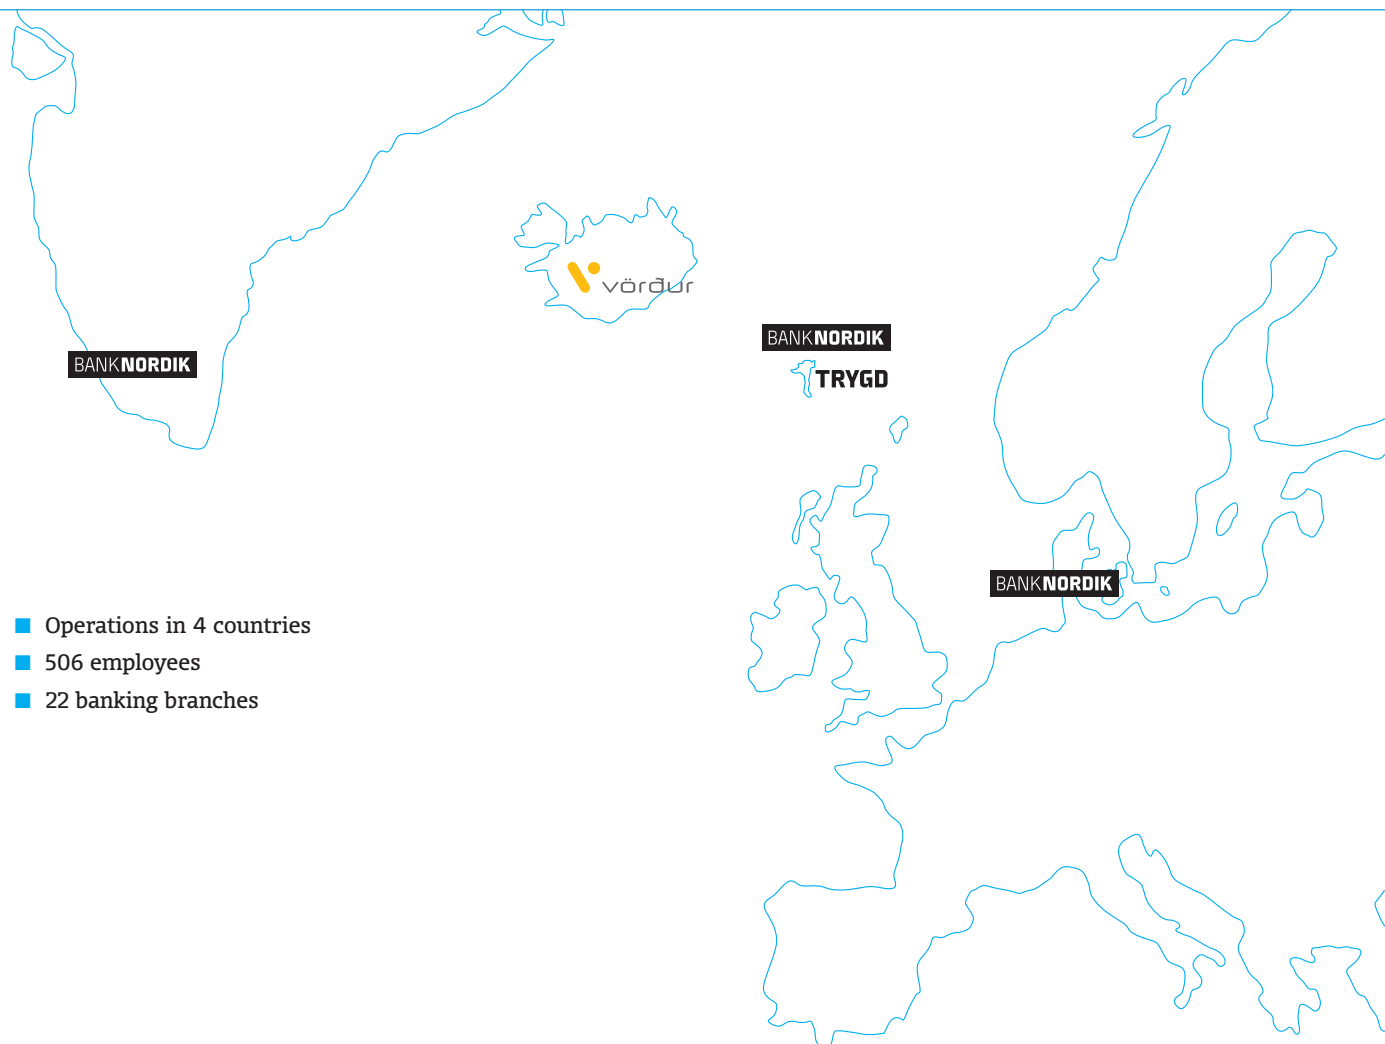 vörður
BANKNORDIK
TRYGD
BANKNORDIK
BANKNORDIK
Operations in 4 countries
506 employees
22 banking branches